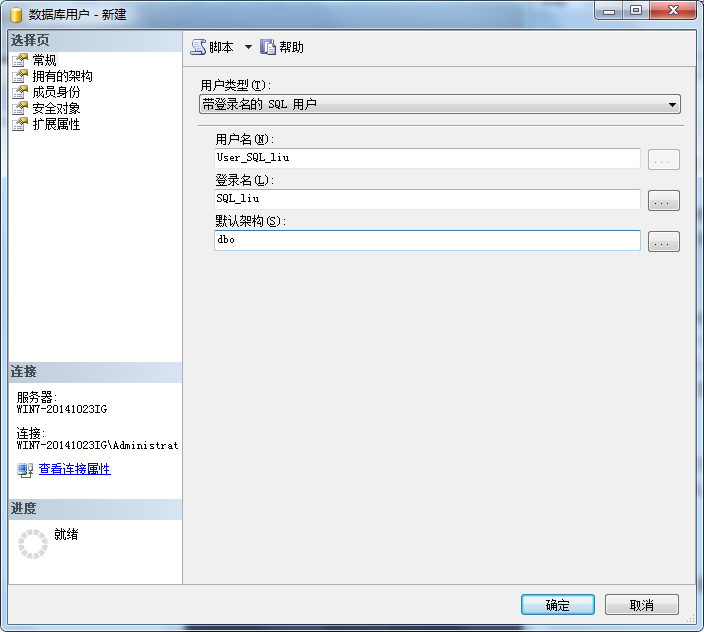 数据库用户 - 新建
选择页
常规
拥有的架构
成员身份
安全对象
扩展属性
脚本 帮助
用户类型(T):
带登录名的 SQL 用户
用户名(N):
User_SQL_liu
...
登录名(L):
SQL_liu
...
默认架构(S):
dbo
...
连接
服务器:
WIN7-20141023IG
连接:
WIN7-20141023IG\Administrat
查看连接属性
进度
就绪
确定 取消